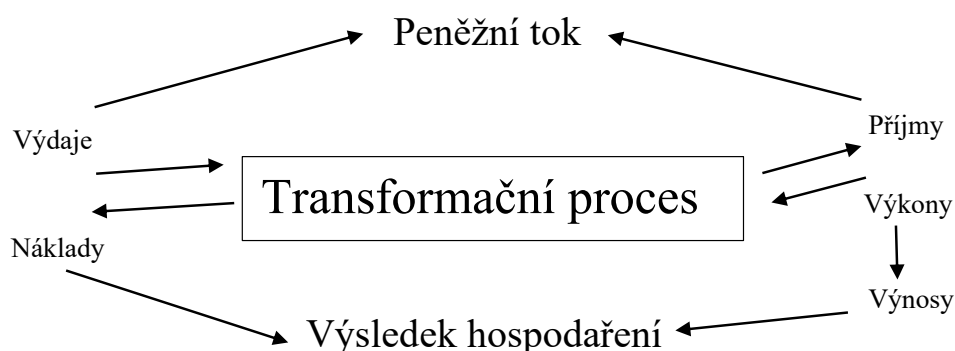 Peněžní tok
Výdaje
Příjmy
Transformační proces
Výkony
Náklady
Výnosy
Výsledek hospodaření